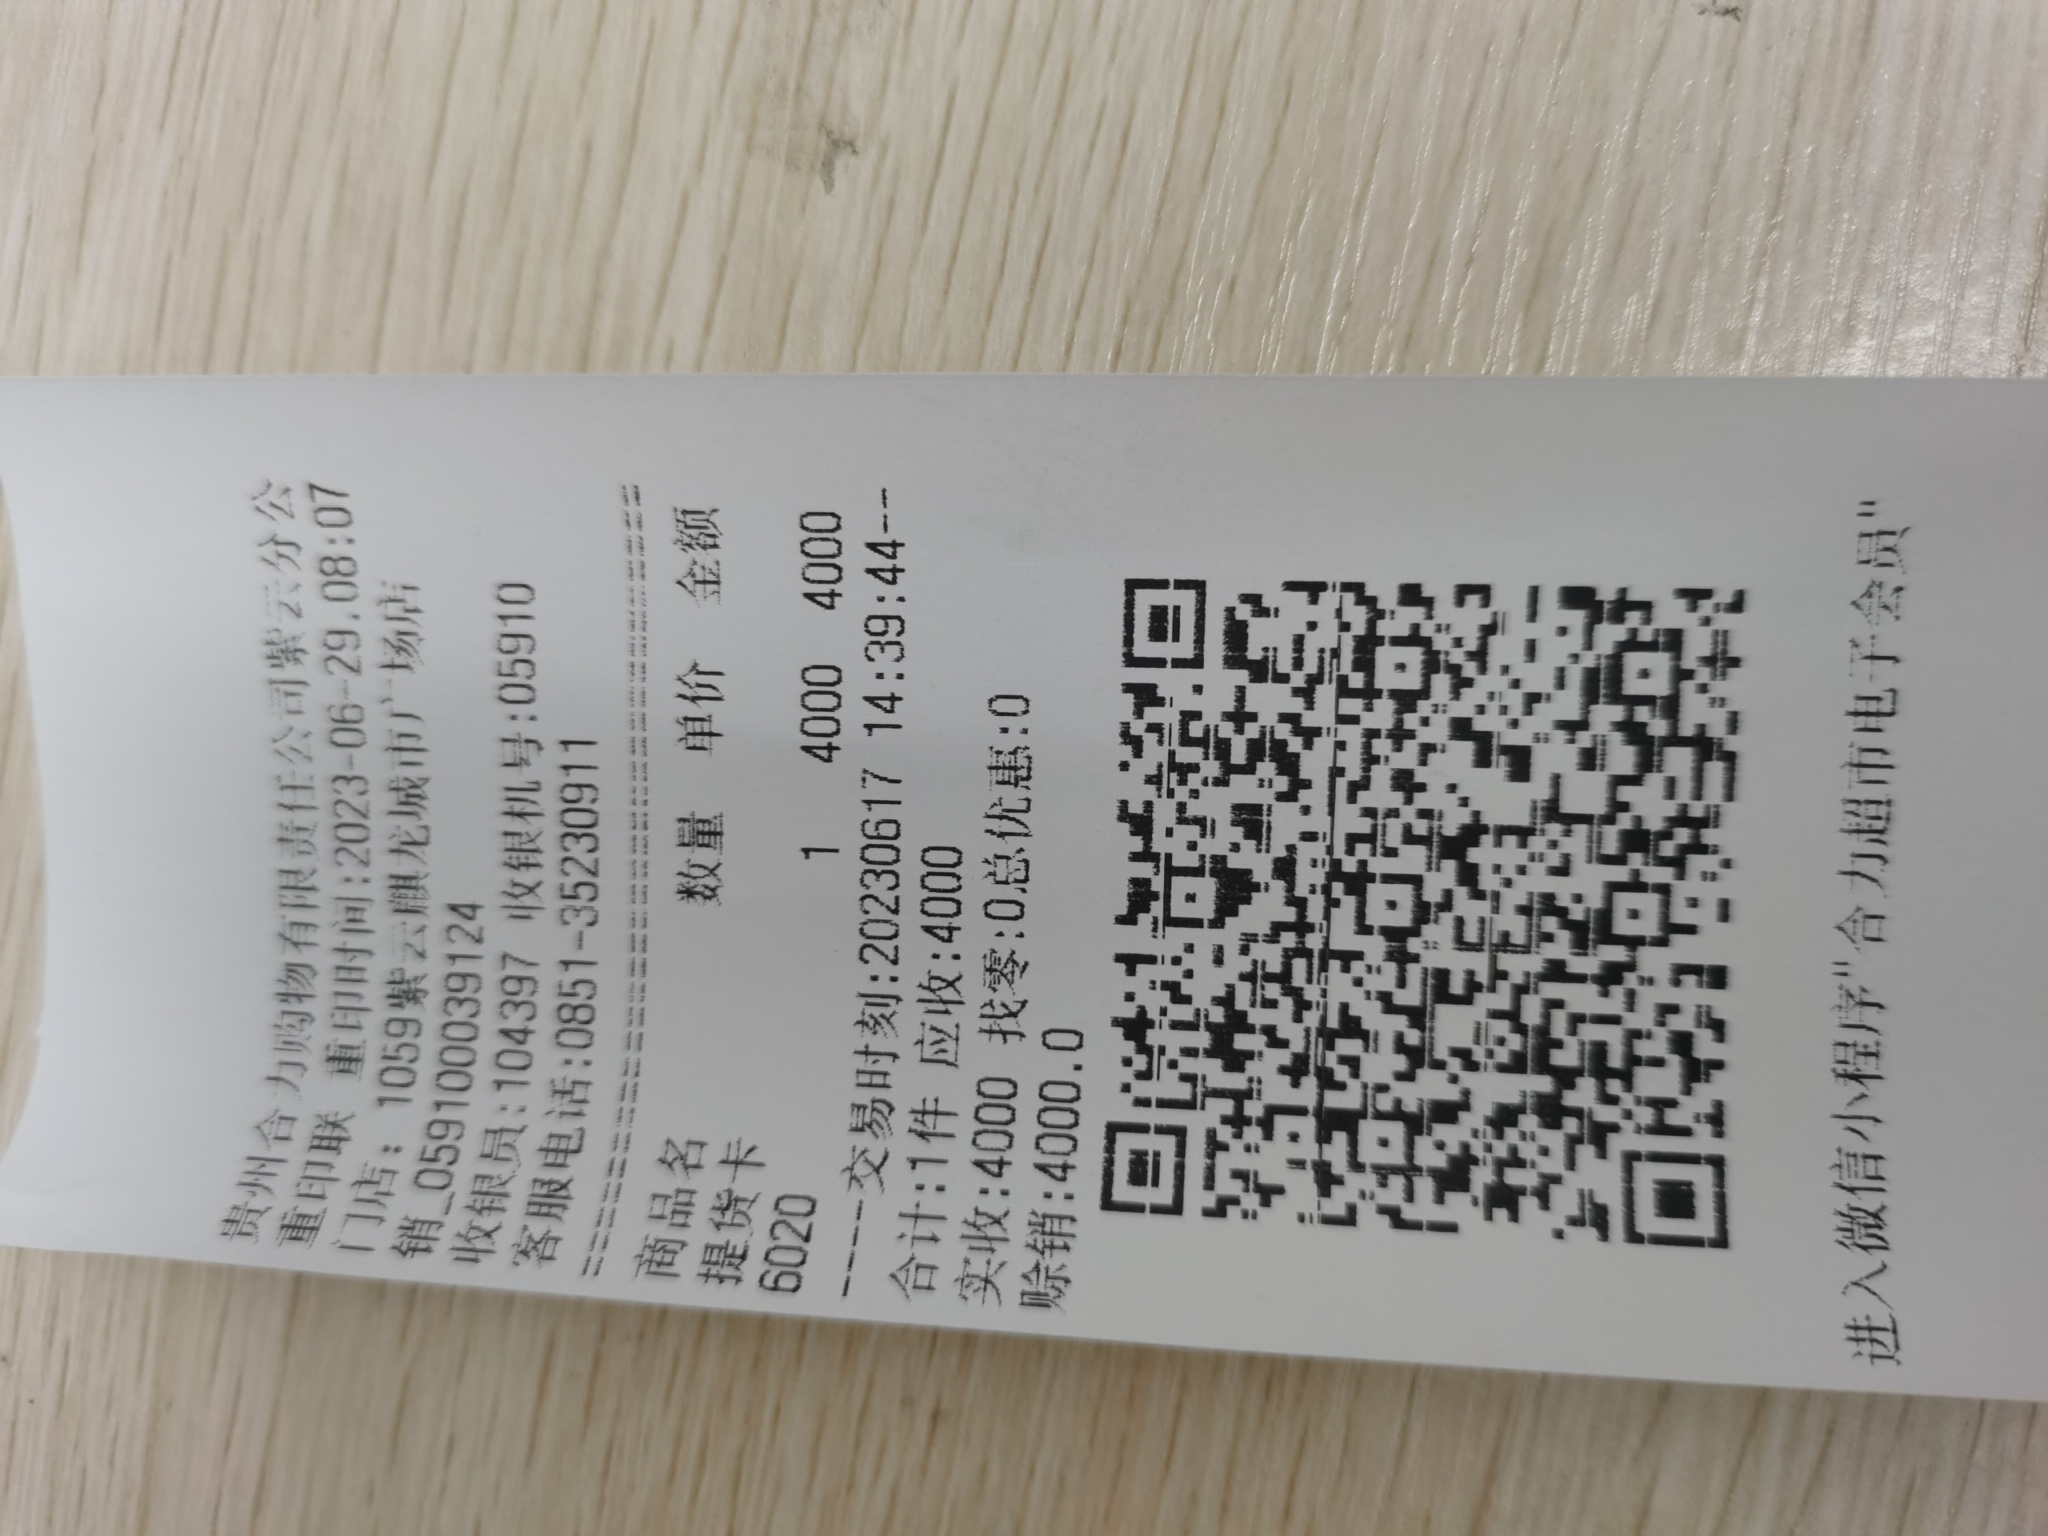 贵州合力购物有限责任公司紫云分公
重印联 重印时间:2023-06-29.08:07
门店: 1059紫云麒龙城市广场店
销_059100039124
收银员:104397 收银机号:05910
客服电话:0851-35230911
商品名 数量 单价 金额
提货卡
6020 1 4000 4000
----交易时刻:20230617 14:39:44--
合计:1件 应收:4000
实收:4000 找零:0总优惠:0
赊销:4000.0
进入微信小程序"合力超市电子会员"